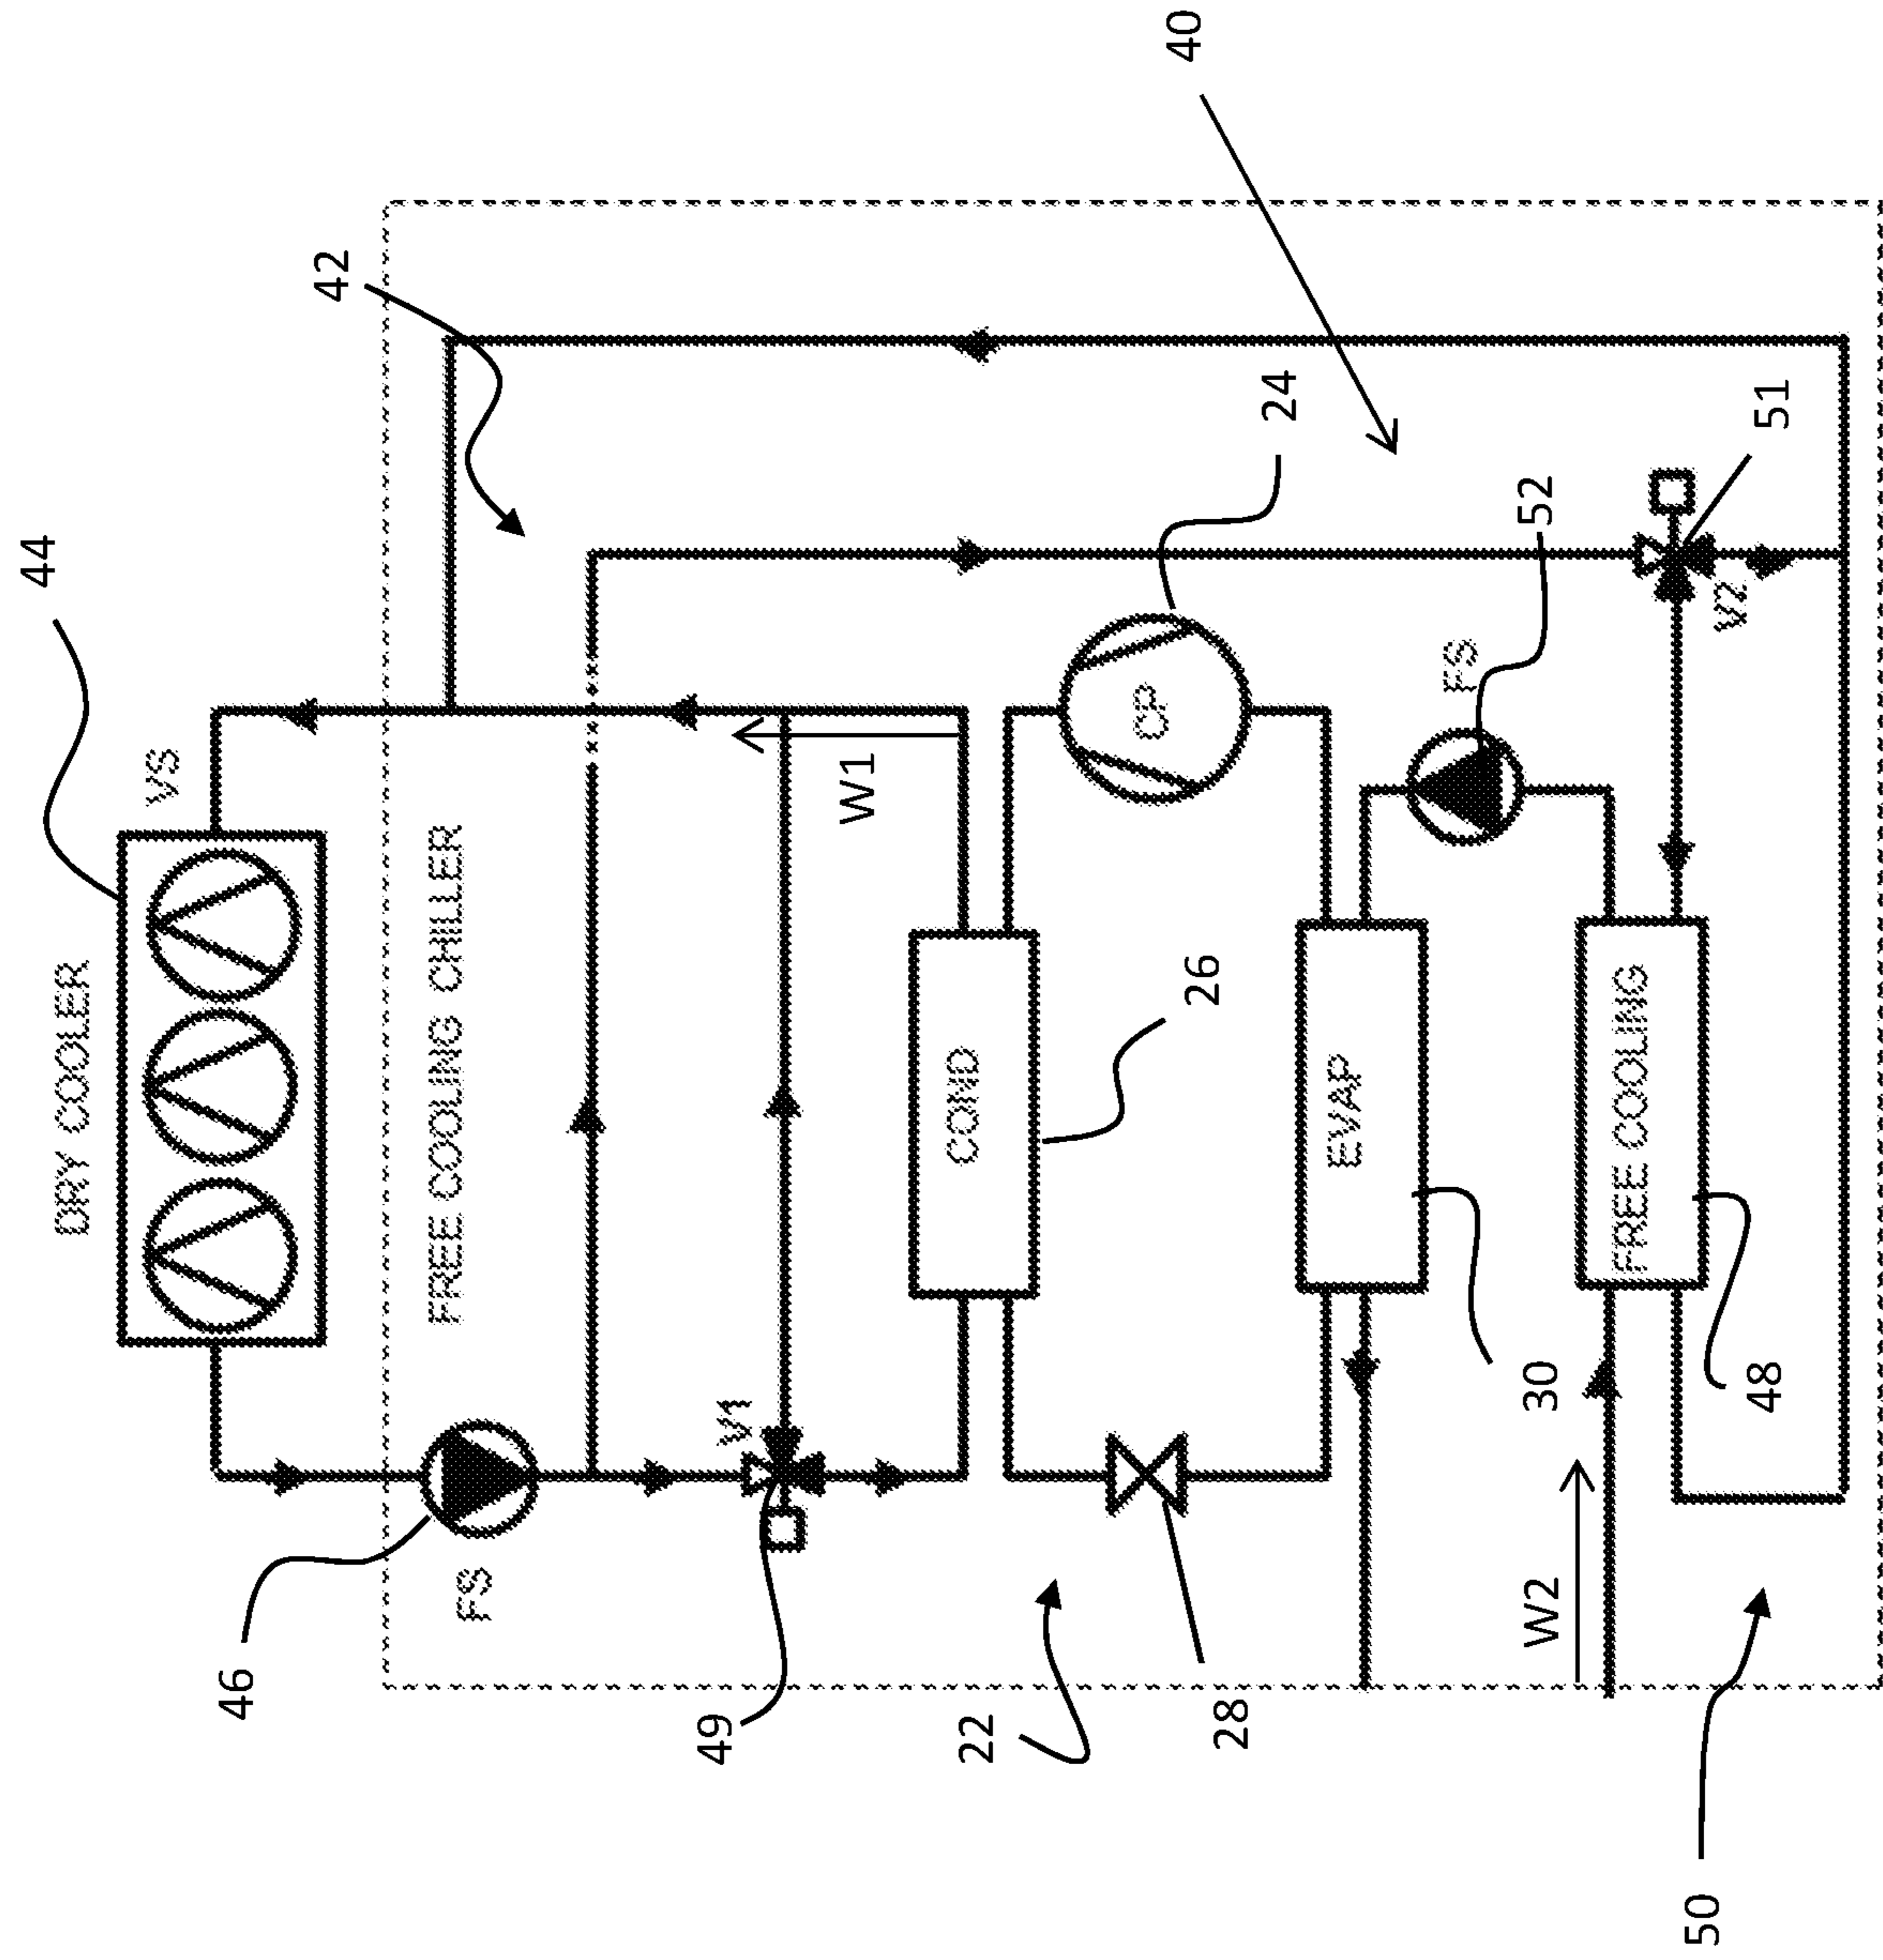 44
DRY COOLER
VS
42
40
46
FS
FREE COOLING CHILLER
49
V1
W1
22
COND
26
CP
24
28
30
EVAP
FS
52
51
V2
W2
FREE COOLING
48
50